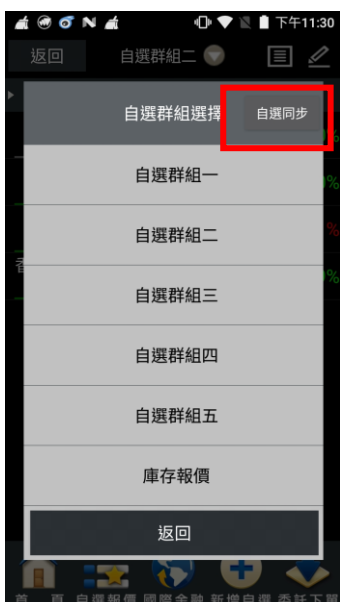 下午11:30
返回
自選群組二
自選群組選擇
自選同步
%
自選群組一
%
自選群組二
%
香
自選群組三
%
自選群組四
自選群組五
庫存報價
返回
首 頁 自選報價 國際金融 新增自選 委託下單